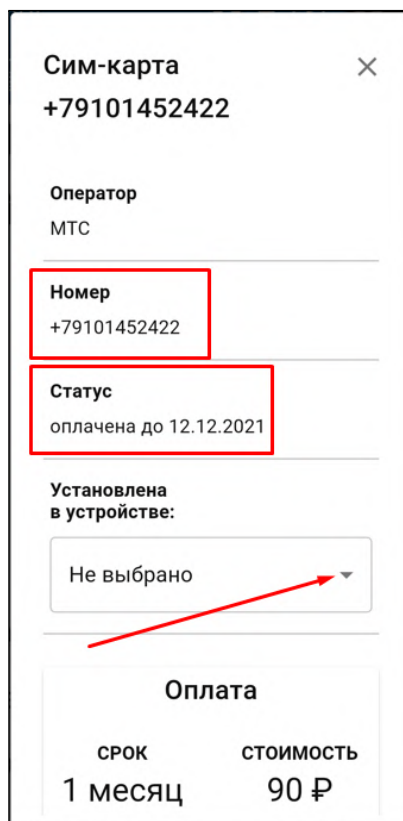 Сим-карта
+79101452422
Оператор
МТС
Номер
+79101452422
Статус
оплачена до 12.12.2021
Установлена
в устройстве:
Не выбрано
Оплата
СРОК СТОИМОСТЬ
1 месяц 90 ₽